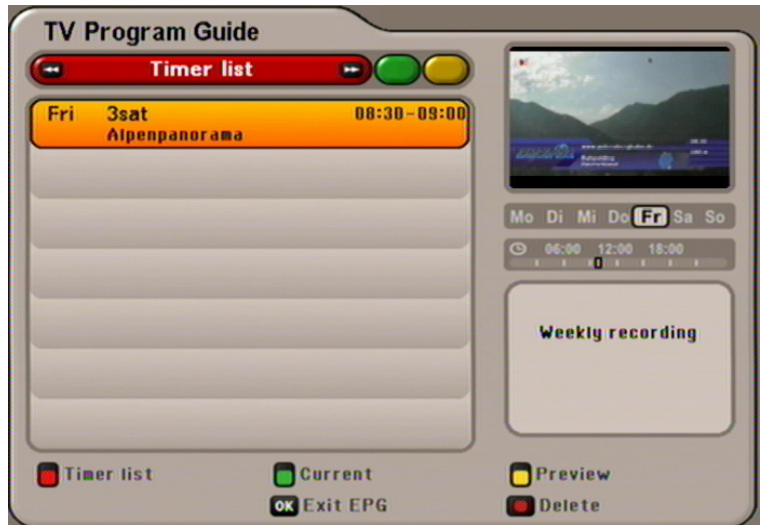 TV Program Guide
Timer list
Fri 3sat 08:30-09:00
Alpenpanorama
Mo Di Mi Do Fr Sa So
06:00 12:00 18:00
Weekly recording
Timer list Current Preview
OK Exit EPG Delete